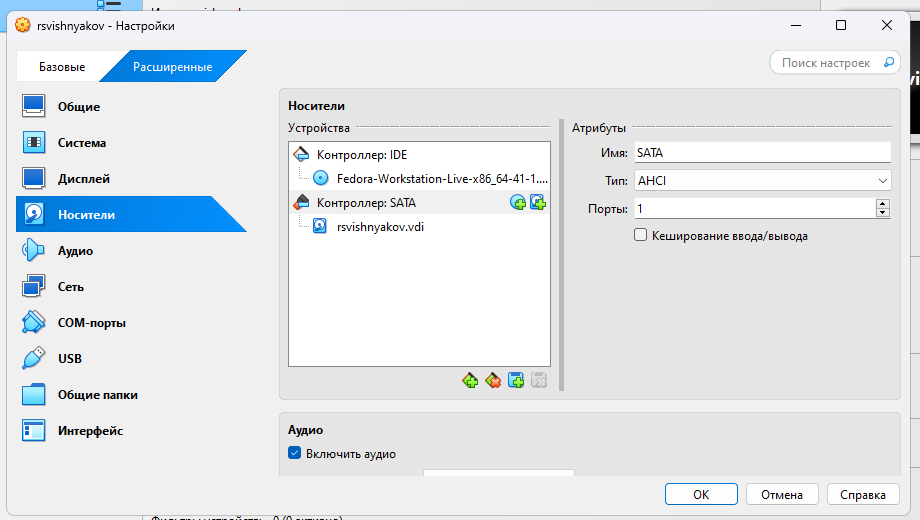 rsvishnyakov - Настройки
Базовые
Расширенные
Поиск настроек
Общие
Система
Дисплей
Носители
Аудио
Сеть
COM-порты
USB
Общие папки
Интерфейс
Носители
Устройства
Контроллер: IDE
Fedora-Workstation-Live-x86_64-41-1....
Контроллер: SATA
rsvishnyakov.vdi
Атрибуты
Имя: SATA
Тип: AHCI
Порты: 1
Кеширование ввода/вывода
Аудио
Включить аудио
OK
Отмена
Справка